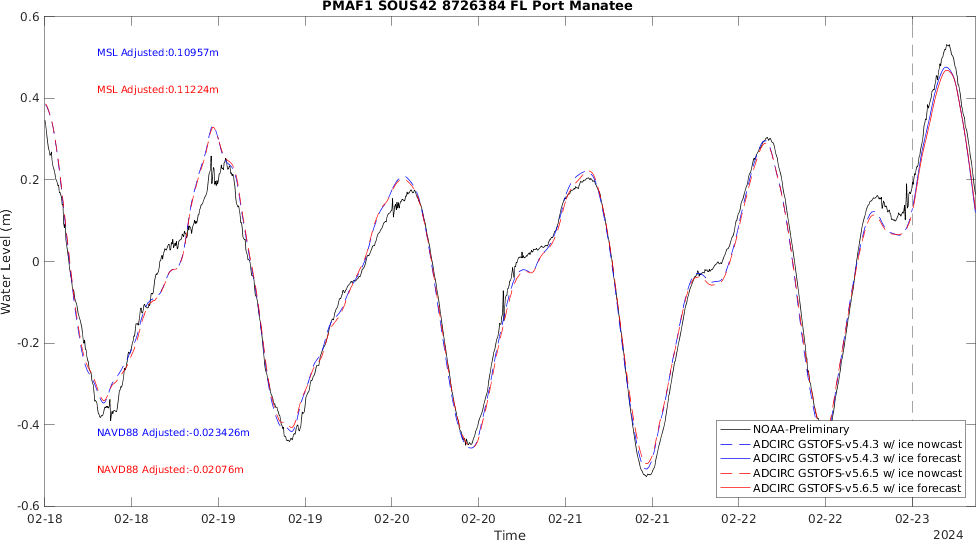 PMAF1 SOUS42 8726384 FL Port Manatee
0.6
MSL Adjusted:0.10957m
0.4
MSL Adjusted:0.11224m
0.2
0
Water Level (m)
-0.2
-0.4
NAVD88 Adjusted:-0.023426m
NAVD88 Adjusted:-0.02076m
-0.6
NOAA-Preliminary
ADCIRC GSTOFS-v5.4.3 w/ ice nowcast
ADCIRC GSTOFS-v5.4.3 w/ ice forecast
ADCIRC GSTOFS-v5.6.5 w/ ice nowcast
ADCIRC GSTOFS-v5.6.5 w/ ice forecast
02-18 02-18 02-19 02-19 02-20 02-20 02-21 02-21 02-22 02-22 02-23
Time
2024